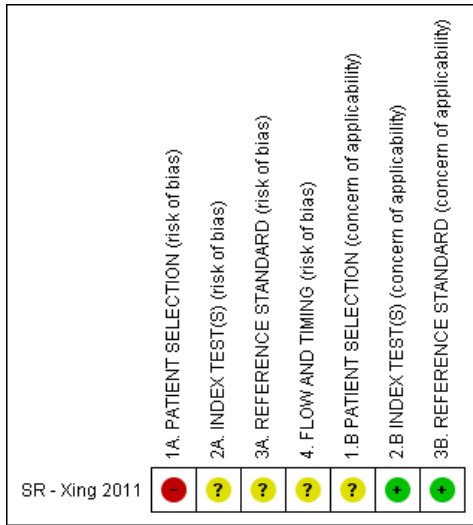 1A. PATIENT SELECTION (risk of bias)
2A. INDEX TEST(S) (risk of bias)
3A. REFERENCE STANDARD (risk of bias)
4. FLOW AND TIMING (risk of bias)
1.B PATIENT SELECTION (concern of applicability)
2.B INDEX TEST(S) (concern of applicability)
3B. REFERENCE STANDARD (concern of applicability)
SR - Xing 2011 - ? ? ? ? + +